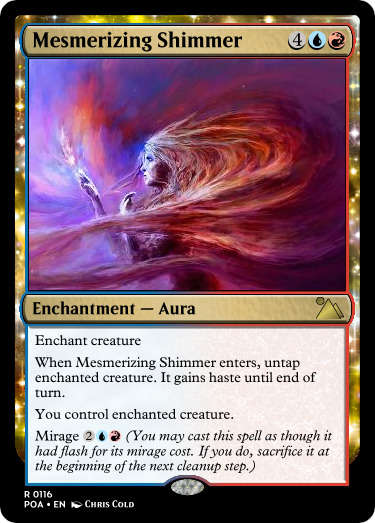 Mesmerizing Shimmer 4
Enchantment — Aura
Enchant creature
When Mesmerizing Shimmer enters, untap
enchanted creature. It gains haste until end of
turn.
You control enchanted creature.
Mirage 2 (You may cast this spell as though it
had flash for its mirage cost. If you do, sacrifice it at
the beginning of the next cleanup step.)
R 0116
POA • EN Chris Cold